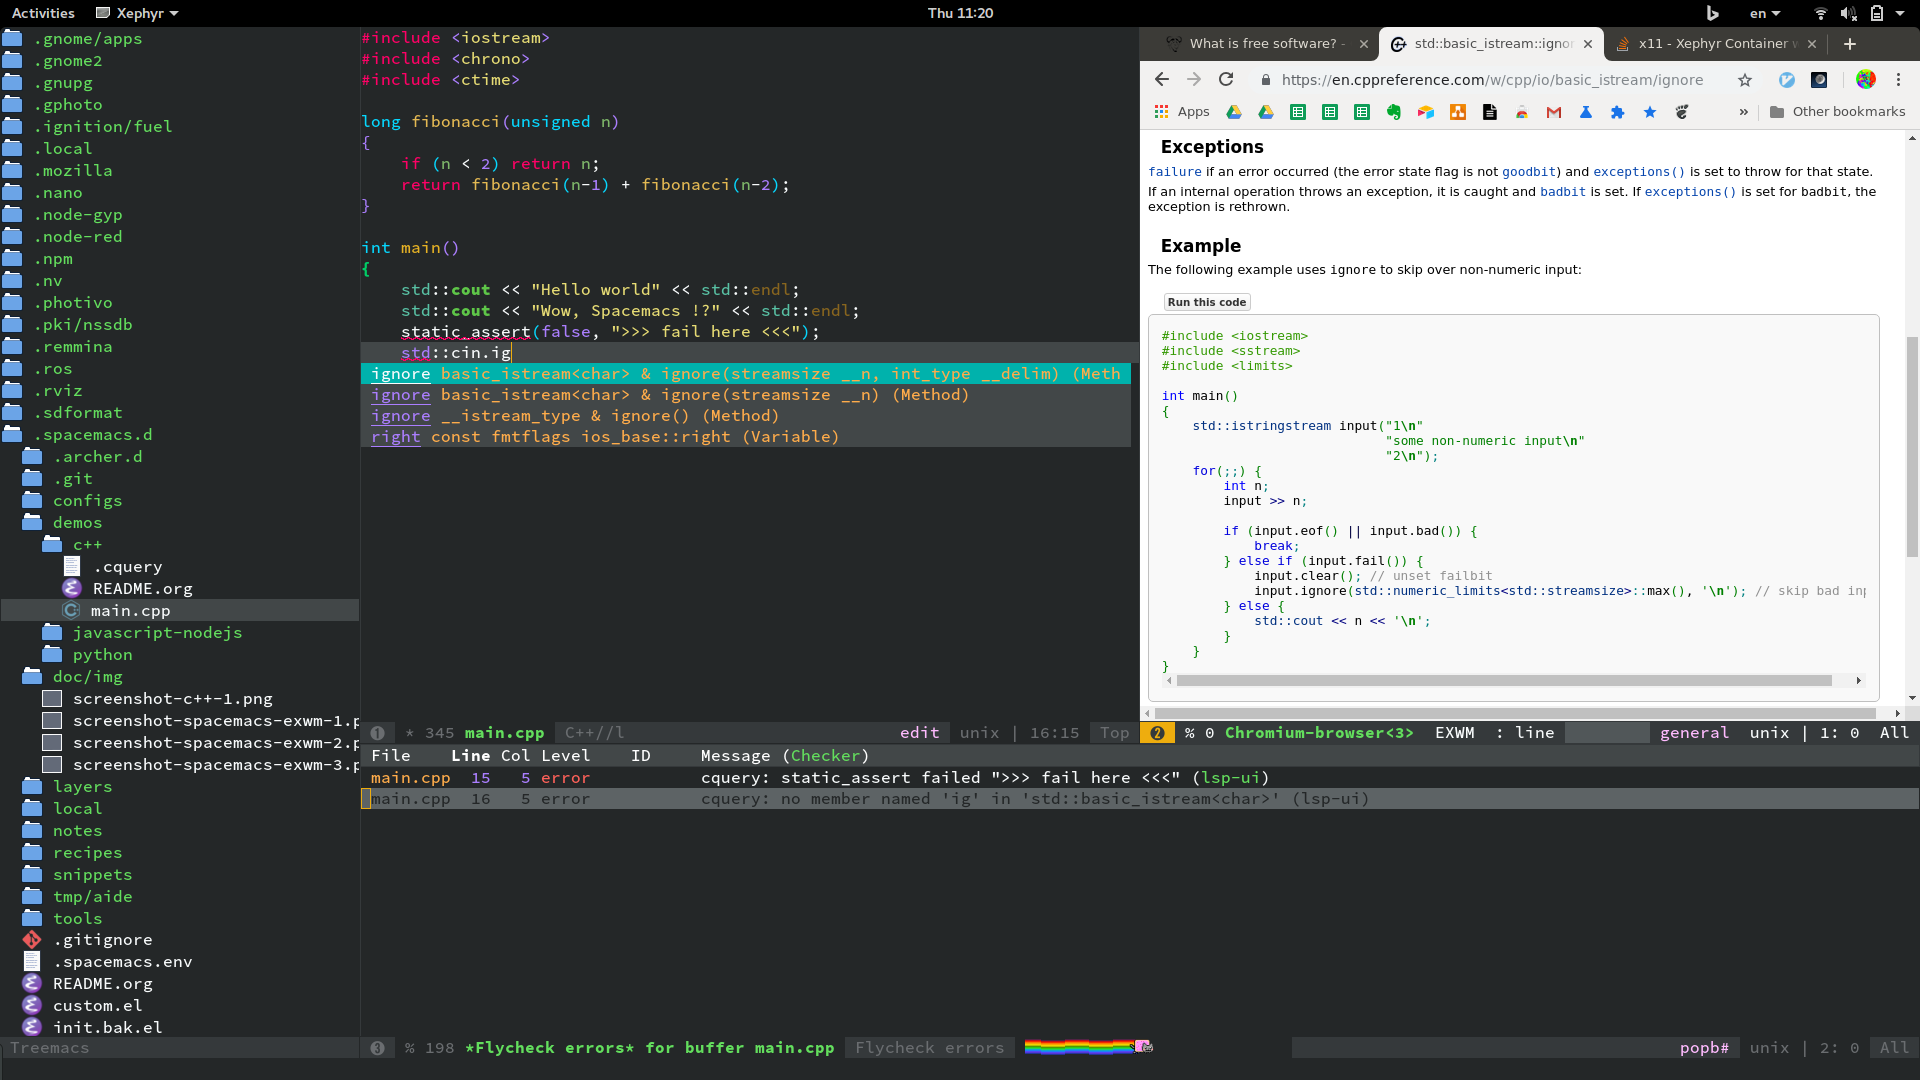 Activities Xephyr
Thu 11:20
en
.gnome/apps
.gnome2
.gnupg
.gphoto
.ignition/fuel
.local
.mozilla
.nano
.node-gyp
.node-red
.npm
.nv
.photivo
.pki/nssdb
.remmina
.ros
.rviz
.sdformat
.spacemacs.d
.archer.d
.git
configs
demos
c++
.cquery
README.org
main.cpp
javascript-nodejs
python
doc/img
screenshot-c++-1.png
screenshot-spacemacs-exwm-1.p
screenshot-spacemacs-exwm-2.p
screenshot-spacemacs-exwm-3.p
layers
local
notes
recipes
snippets
tmp/aide
tools
.gitignore
.spacemacs.env
README.org
custom.el
init.bak.el
Treemacs
#include <iostream>
#include <chrono>
#include <ctime>
long fibonacci(unsigned n)
{
if (n < 2) return n;
return fibonacci(n-1) + fibonacci(n-2);
}
int main()
{
std::cout << "Hello world" << std::endl;
std::cout << "Wow, Spacemacs !?" << std::endl;
static_assert(false, ">>> fail here <<<");
std::cin.ig
ignore basic_istream<char> & ignore(streamsize __n, int_type __delim) (Meth
ignore basic_istream<char> & ignore(streamsize __n) (Method)
ignore __istream_type & ignore() (Method)
right const fmtflags ios_base::right (Variable)
1 * 345 main.cpp C++//l edit unix | 16:15 Top
What is free software? -
std::basic_istream::ignor
x11 - Xephyr Container w
https://en.cppreference.com/w/cpp/io/basic_istream/ignore
Apps
» Other bookmarks
Exceptions
failure if an error occurred (the error state flag is not goodbit) and exceptions() is set to throw for that state.
If an internal operation throws an exception, it is caught and badbit is set. If exceptions() is set for badbit, the
exception is rethrown.
Example
The following example uses ignore to skip over non-numeric input:
Run this code
#include <iostream>
#include <sstream>
#include <limits>
int main()
{
std::istringstream input("1\n"
"some non-numeric input\n"
"2\n");
for(;;) {
int n;
input >> n;
if (input.eof() || input.bad()) {
break;
} else if (input.fail()) {
input.clear(); // unset failbit
input.ignore(std::numeric_limits<std::streamsize>::max(), '\n'); // skip bad inp
} else {
std::cout << n << '\n';
}
}
}
2 % 0 Chromium-browser<3> EXWM : line general unix | 1: 0 All
File Line Col Level ID Message (Checker)
main.cpp 15 5 error cquery: static_assert failed ">>> fail here <<<" (lsp-ui)
main.cpp 16 5 error cquery: no member named 'ig' in 'std::basic_istream<char>' (lsp-ui)
3 % 198 *Flycheck errors* for buffer main.cpp Flycheck errors popb# unix | 2: 0 All